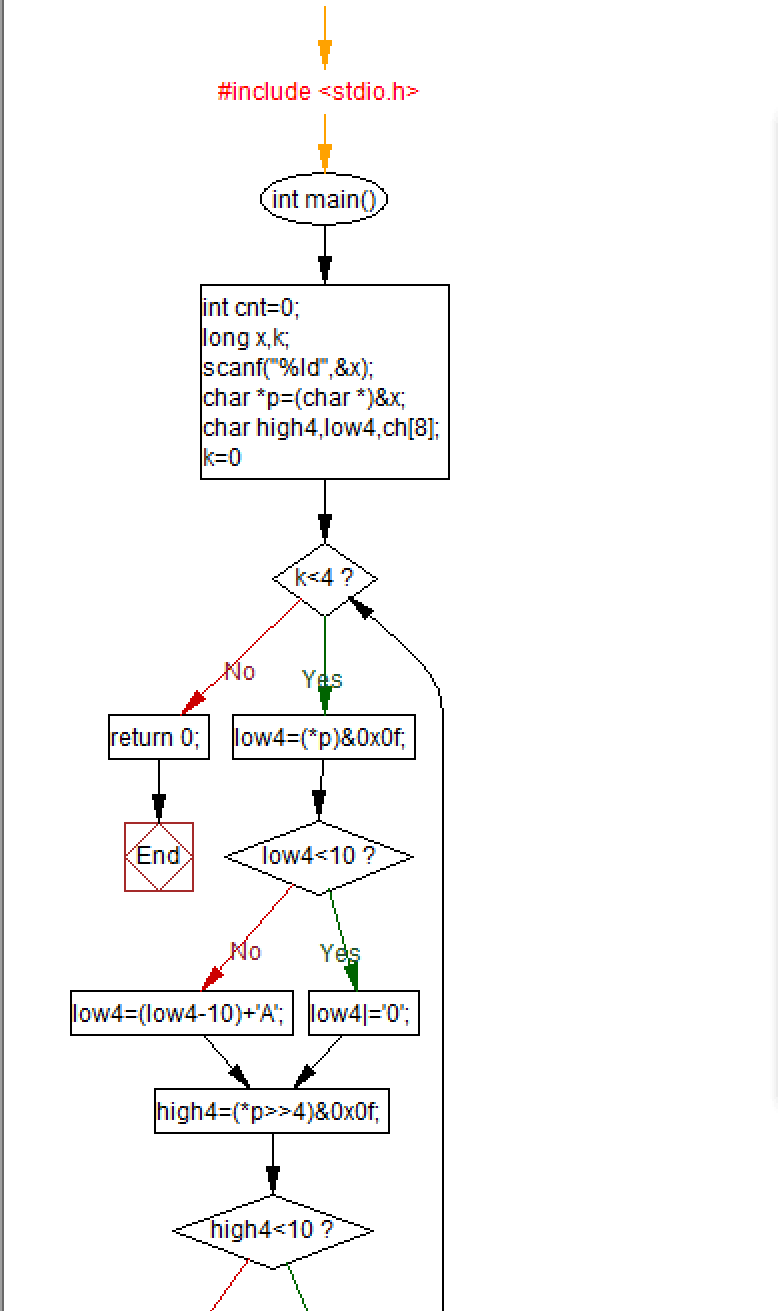 #include <stdio.h>
int main()
int cnt=0;
long x,k;
scanf("%ld",&x);
char *p=(char *)&x;
char high4,low4,ch[8];
k=0
k<4 ?
No
Yes
return 0;
low4=(*p)&0x0f;
End
low4<10 ?
No
Yes
low4=(low4-10)+'A';
low4|='0';
high4=(*p>>4)&0x0f;
high4<10 ?